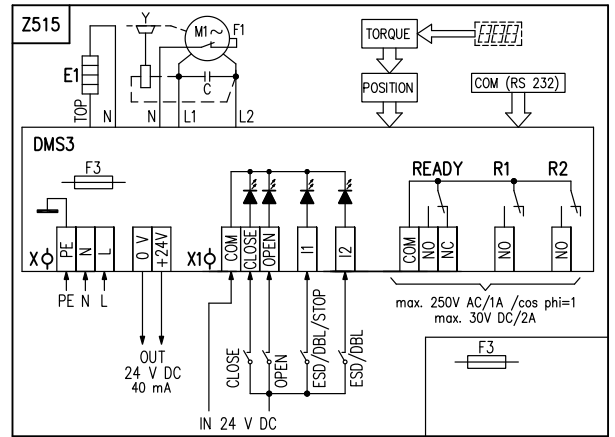 Z515
Y
M1~
F1
TORQUE
E1
C
POSITION
COM (RS 232)
TOP
N
N
L1
L2
DMS3
F3
READY
R1
R2
X
PE
N
L
0 V
+24V
X1
COM
CLOSE
OPEN
I1
I2
COM
NO
NC
NO
NO
PE N L
max. 250V AC/1A /cos phi=1
max. 30V DC/2A
OUT
24 V DC
40 mA
CLOSE
OPEN
ESD/DBL/STOP
ESD/DBL
IN 24 V DC
F3